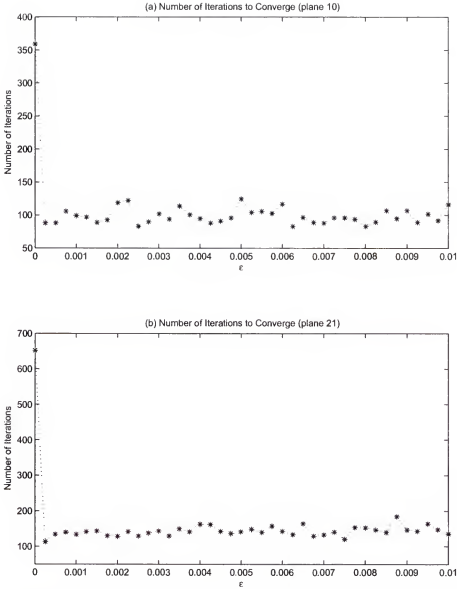 (a) Number of Iterations to Converge (plane 10)
400
350
300
250
200
150
100
50
Number of Iterations
0 0.001 0.002 0.003 0.004 0.005 0.006 0.007 0.008 0.009 0.01
ε
(b) Number of Iterations to Converge (plane 21)
700
600
500
400
300
200
100
Number of Iterations
0 0.001 0.002 0.003 0.004 0.005 0.006 0.007 0.008 0.009 0.01
ε